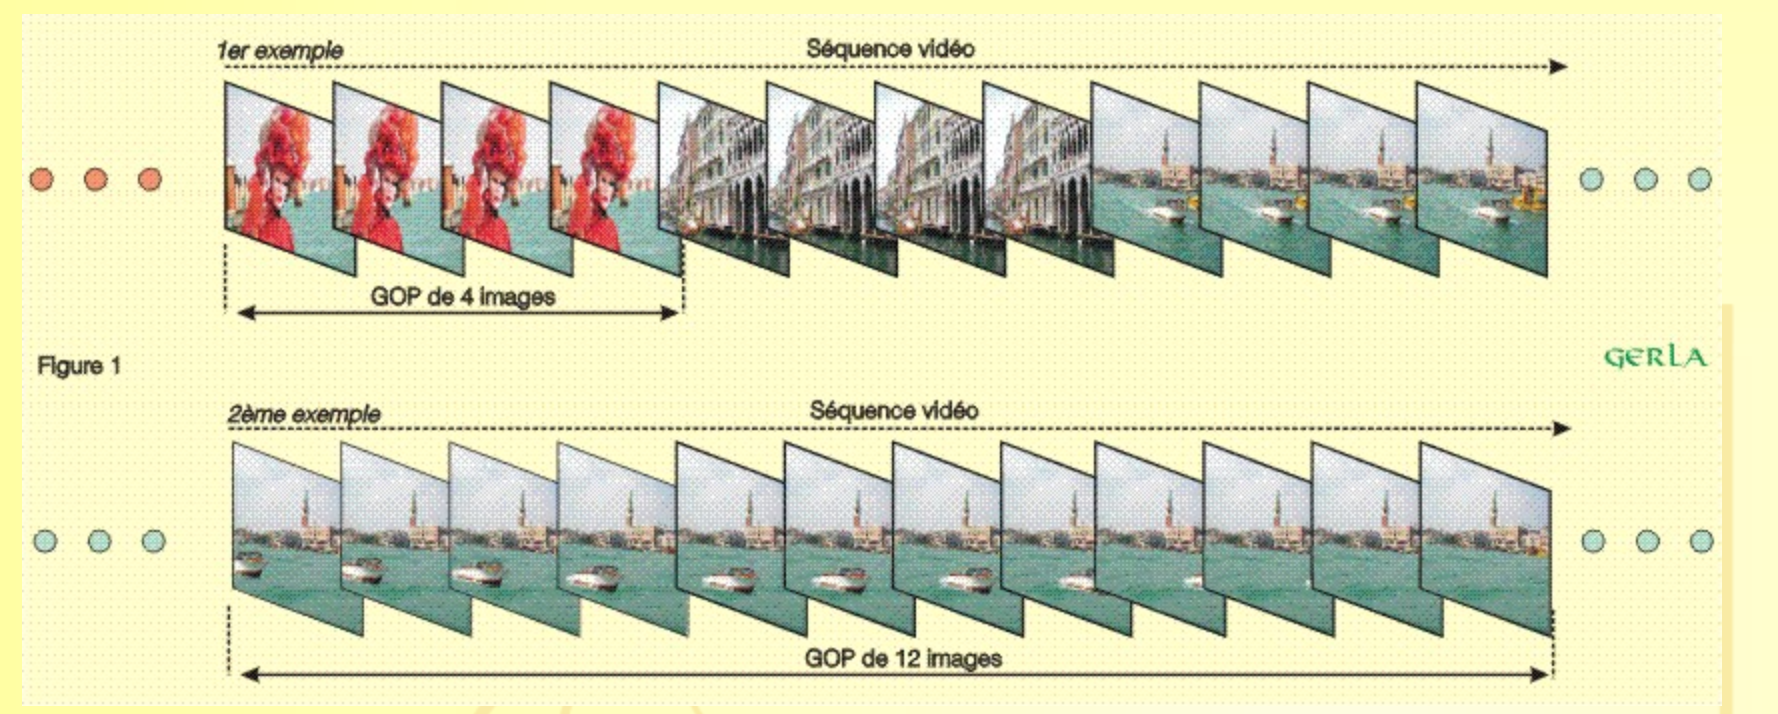 1er exemple
Séquence vidéo
GOP de 4 images
Figure 1
GERLA
2ème exemple
Séquence vidéo
GOP de 12 images